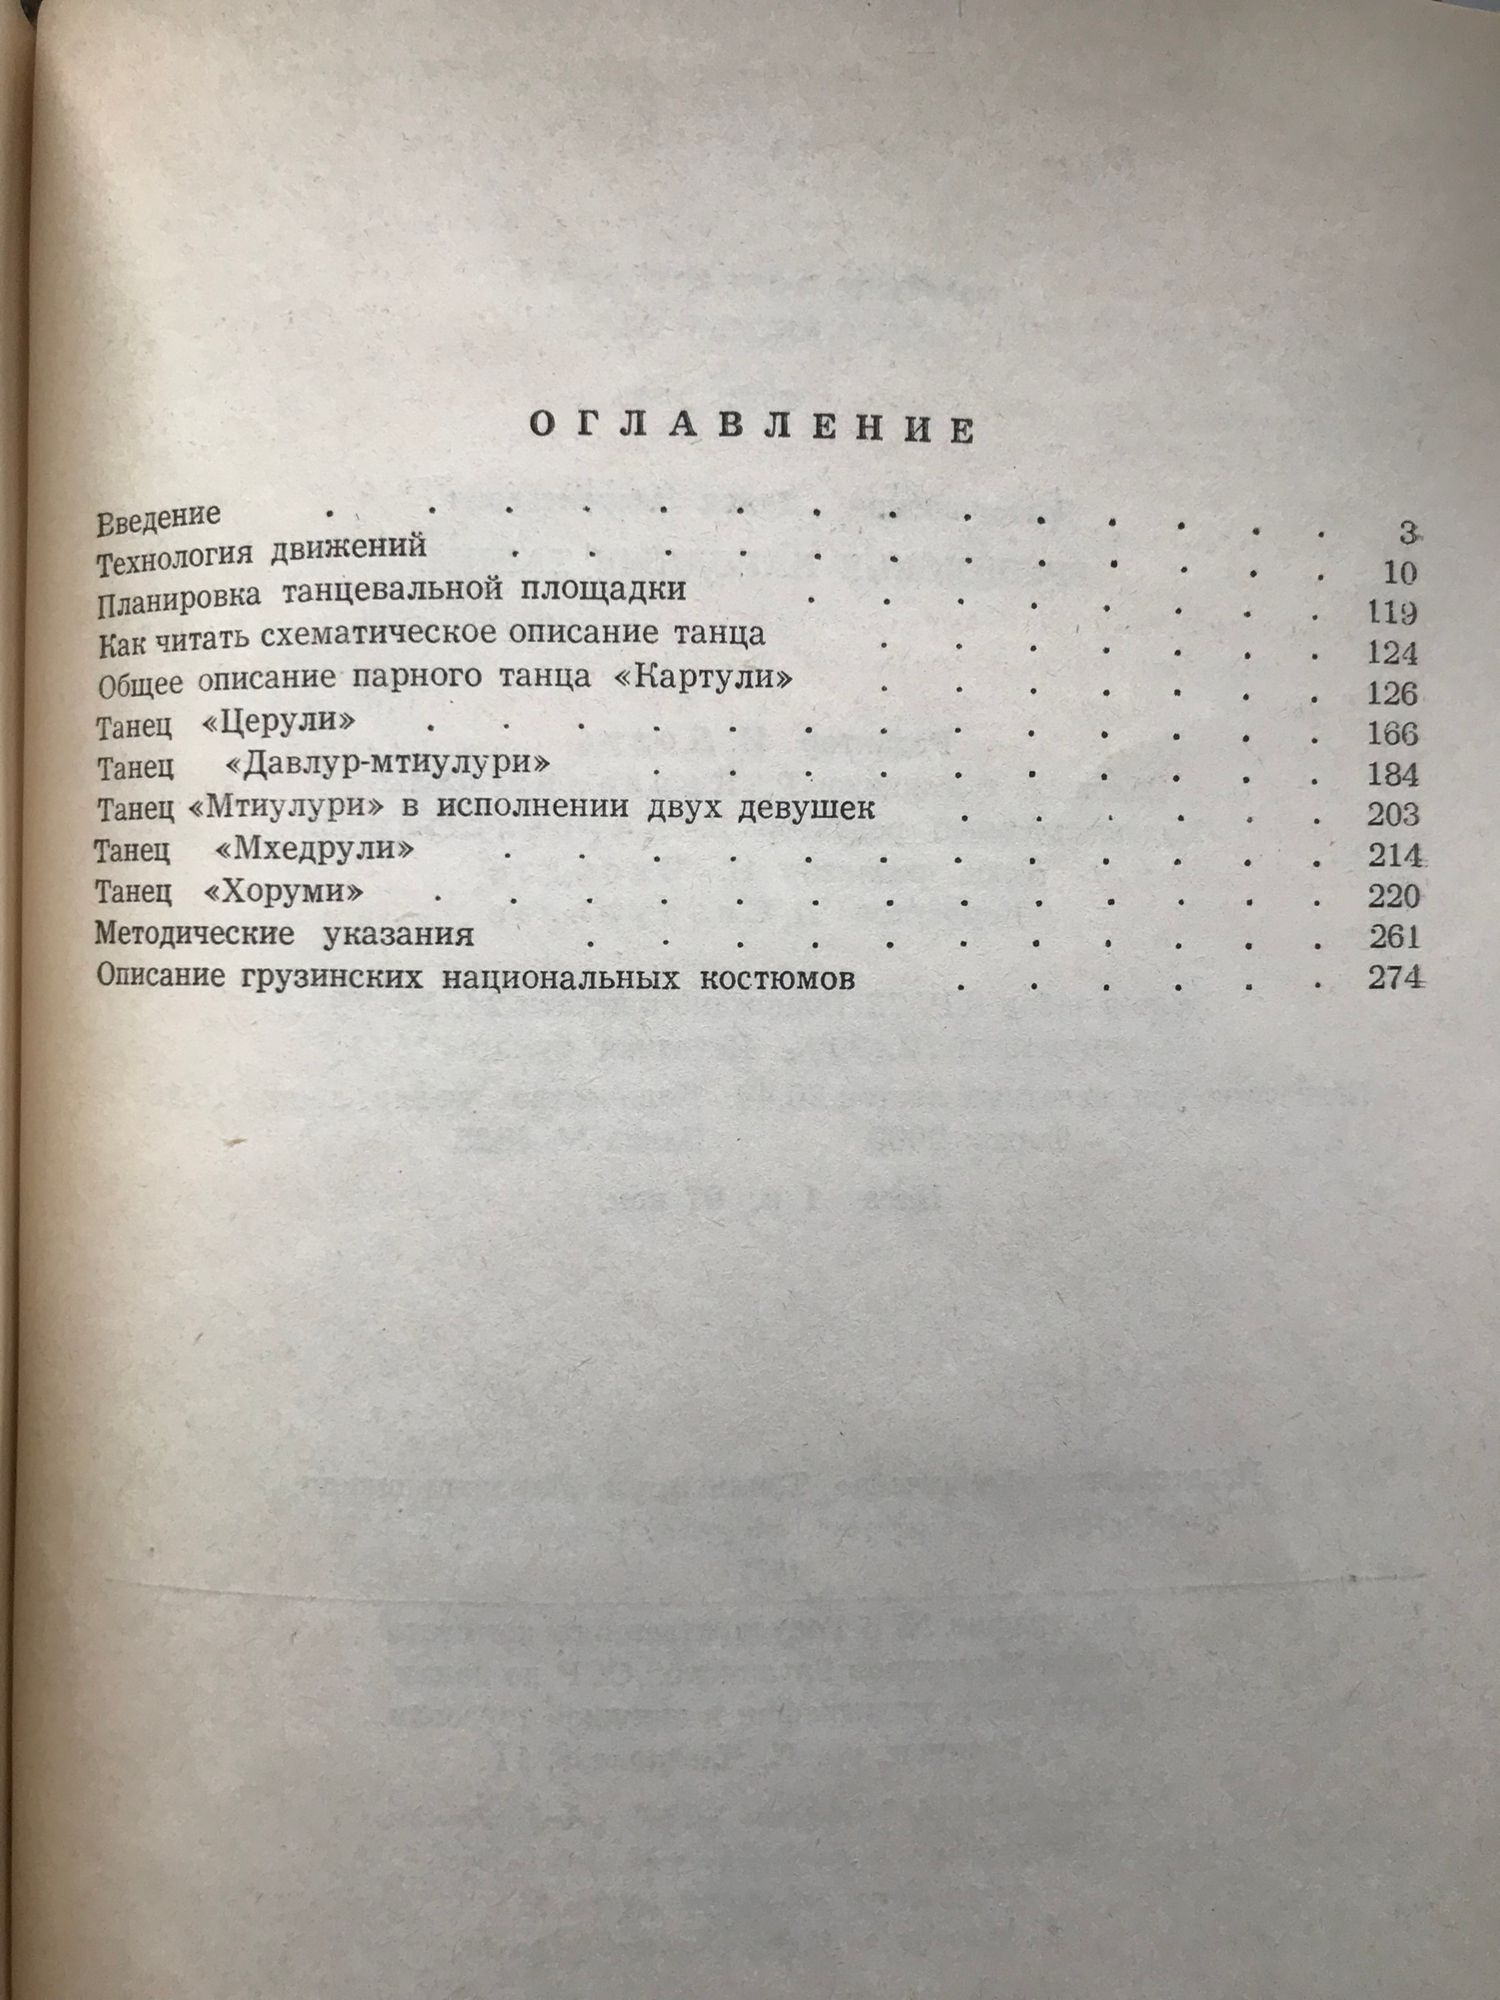 ОГЛАВЛЕНИЕ
Введение . . . . . . . . . . . . . . 3
Технология движений . . . . . . . . . . . . 10
Планировка танцевальной площадки . . . . . . . . 119
Как читать схематическое описание танца . . . . . . . 124
Общее описание парного танца «Картули» . . . . . . . 126
Танец «Церули» . . . . . . . . . . . . . 166
Танец «Давлур-мтиулури» . . . . . . . . . . 184
Танец «Мтиулури» в исполнении двух девушек . . . . . . 203
Танец «Мхедрули» . . . . . . . . . . . . 214
Танец «Хоруми» . . . . . . . . . . . . . 220
Методические указания . . . . . . . . . . . 261
Описание грузинских национальных костюмов . . . . . . 274